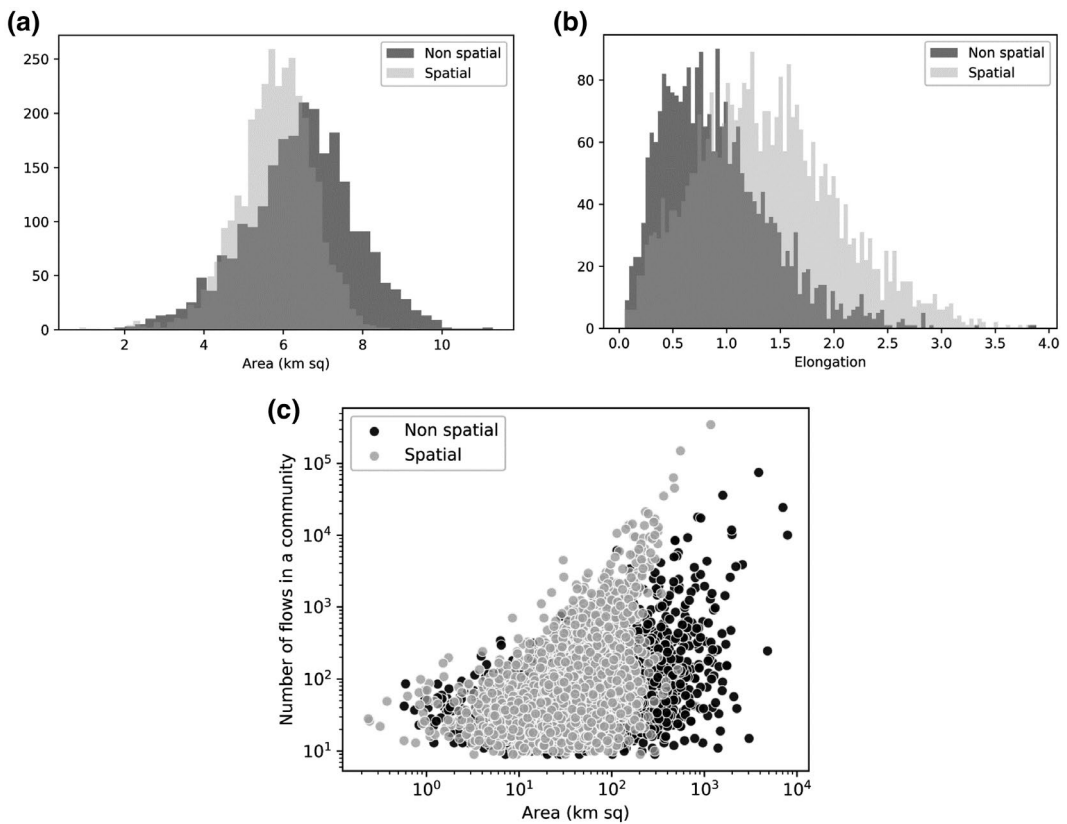 (a)
Non spatial
Spatial
250
200
150
100
50
0
2 4 6 8 10
Area (km sq)
(b)
Non spatial
Spatial
80
60
40
20
0
0.0 0.5 1.0 1.5 2.0 2.5 3.0 3.5 4.0
Elongation
(c)
Non spatial
Spatial
Number of flows in a community
10⁵
10⁴
10³
10²
10¹
10⁰ 10¹ 10² 10³ 10⁴
Area (km sq)